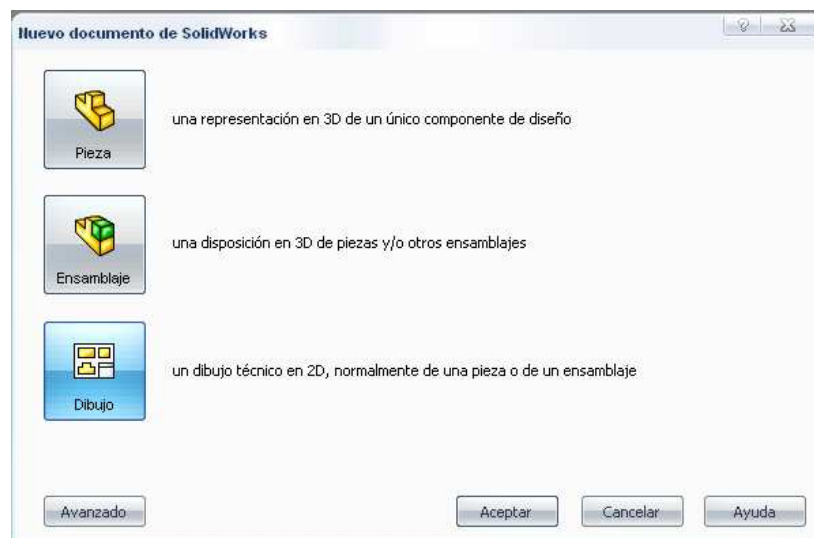 Nuevo documento de SolidWorks
Pieza
una representación en 3D de un único componente de diseño
Ensamblaje
una disposición en 3D de piezas y/o otros ensamblajes
Dibujo
un dibujo técnico en 2D, normalmente de una pieza o de un ensamblaje
Avanzado Aceptar Cancelar Ayuda